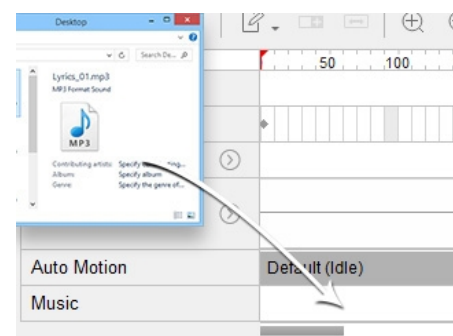 Desktop
Search De...
Lyrics_01.mp3
MP3 Format Sound
MP3
Contributing artists: Specify ing...
Album: Specify album
Genre: Specify the genre of...
50 100
Auto Motion
Default (Idle)
Music